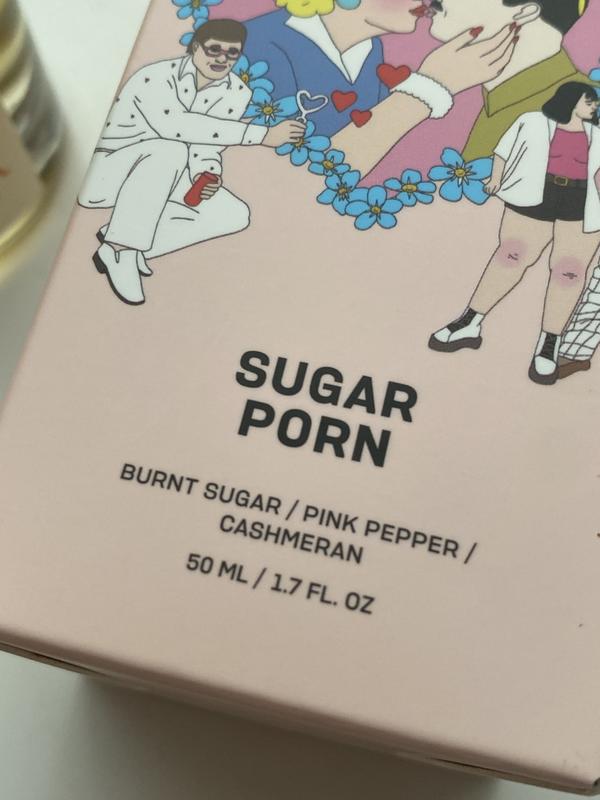 SUGAR
PORN
BURNT SUGAR / PINK PEPPER /
CASHMERAN
50 ML / 1.7 FL. OZ